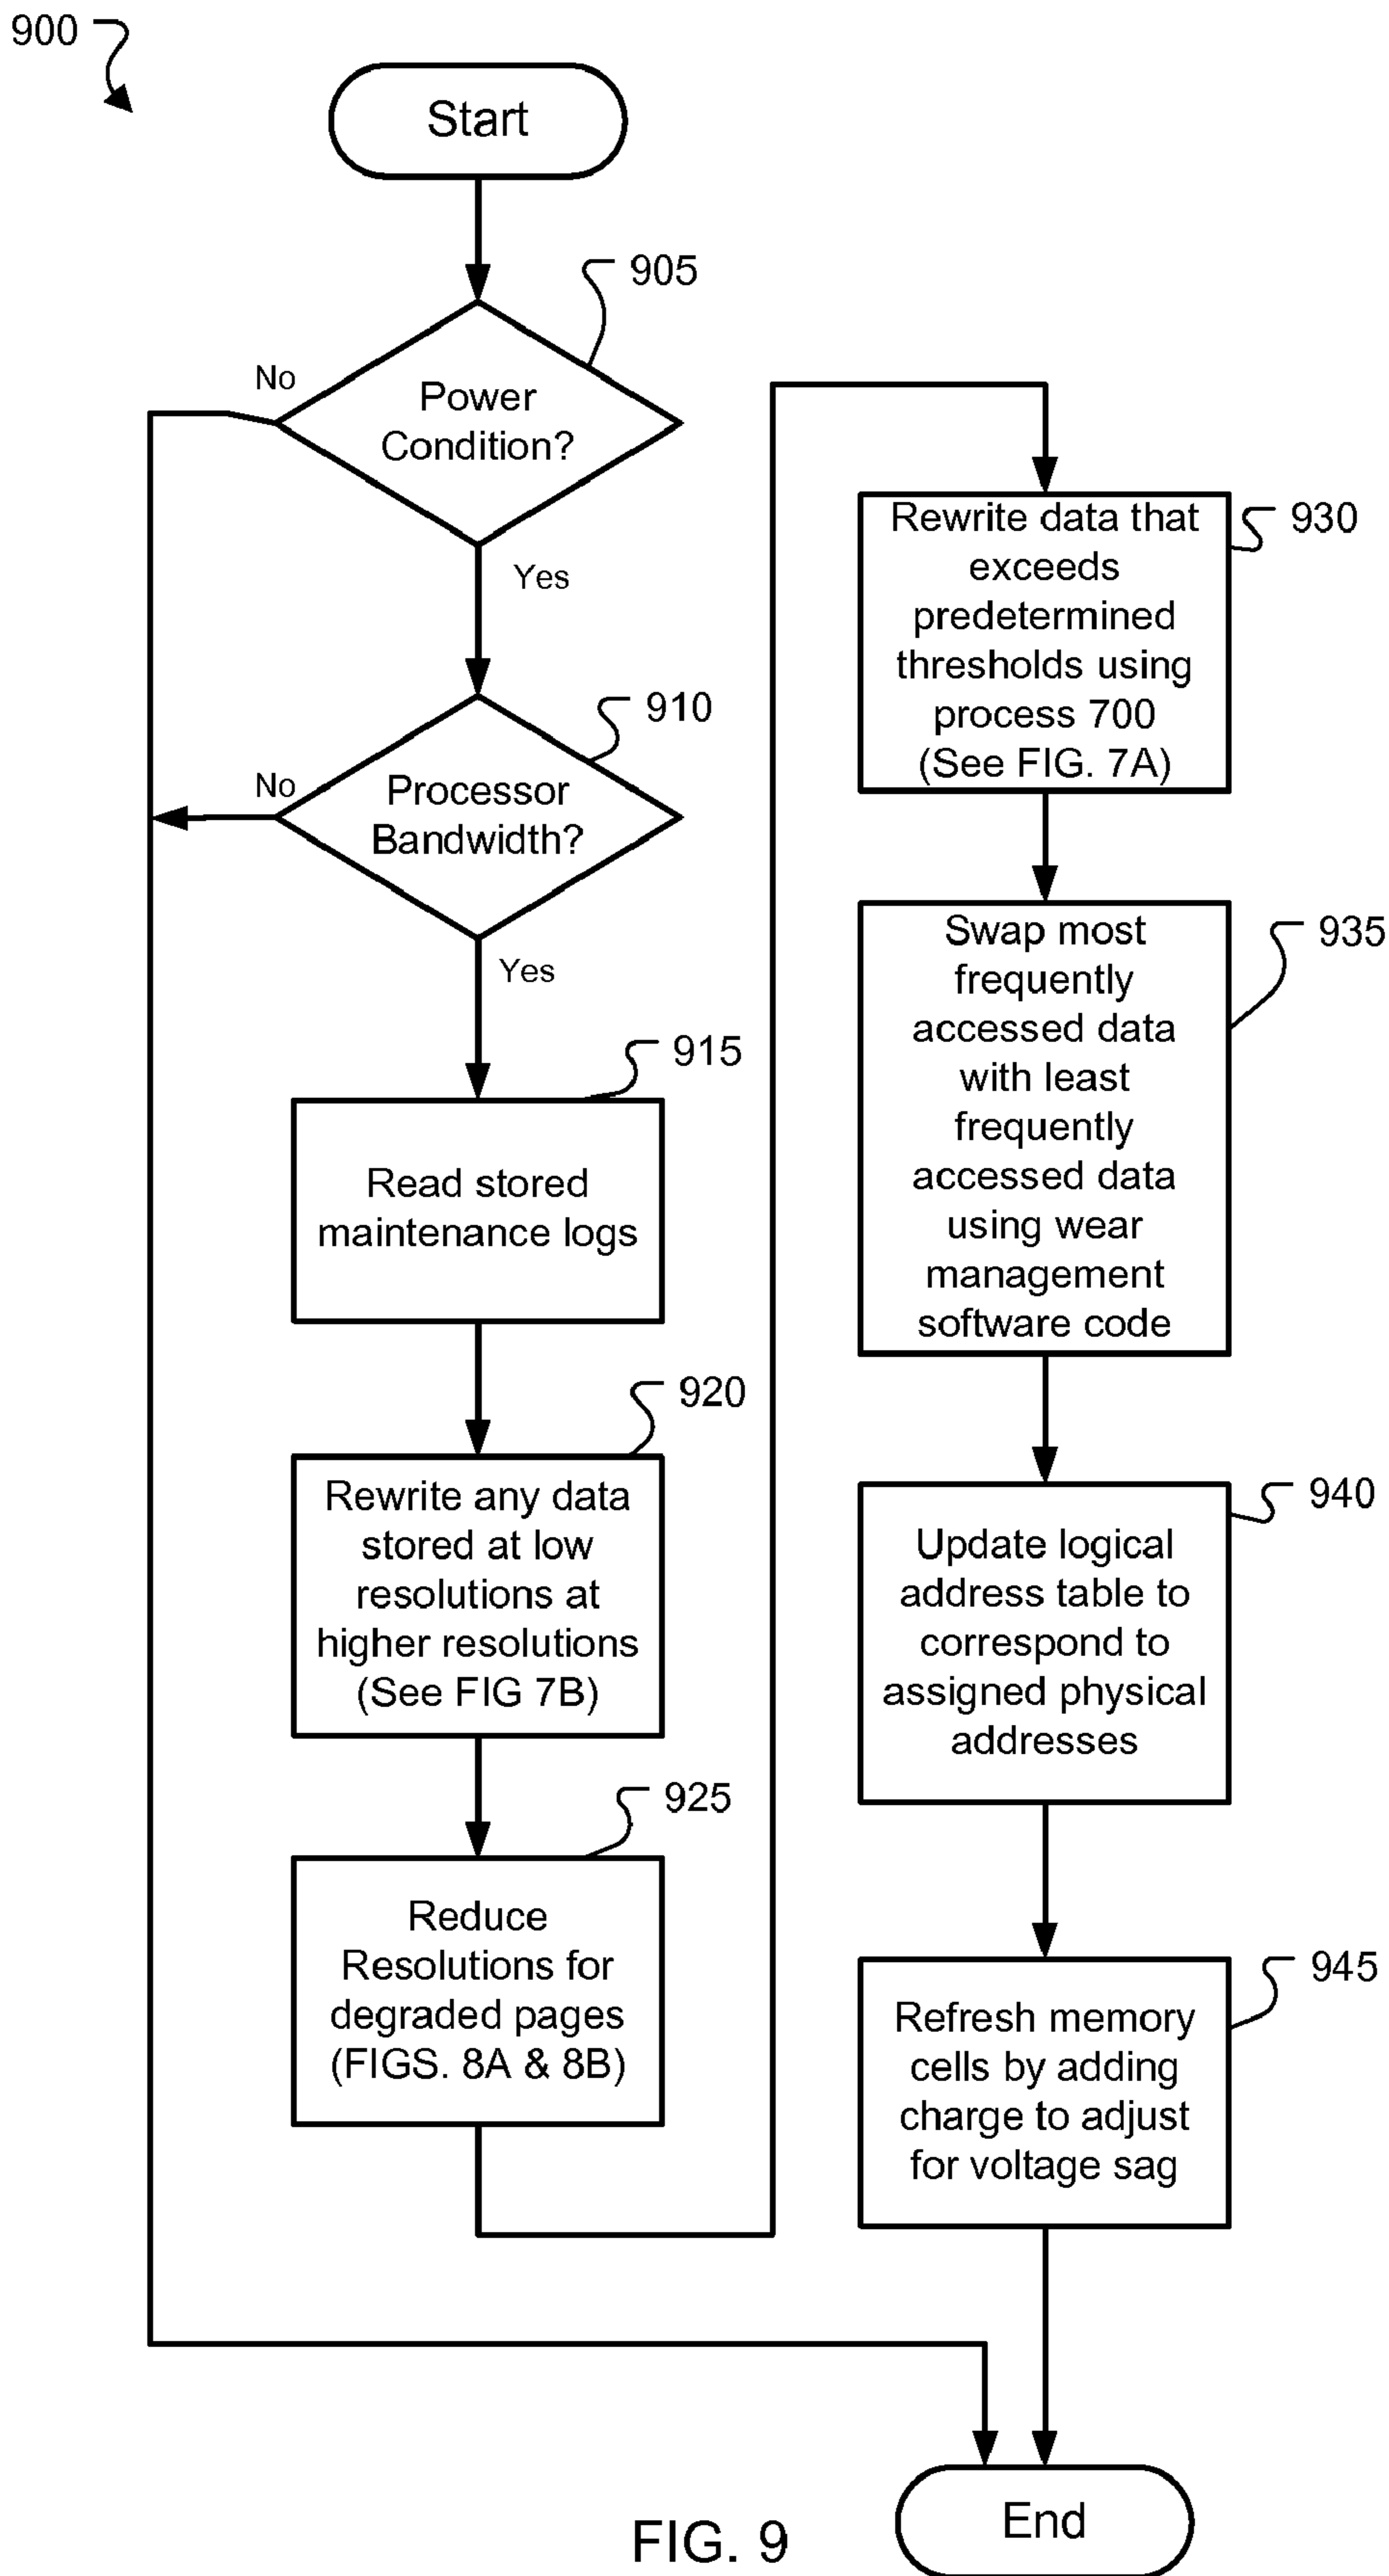 900
Start
905
No
Power
Condition?
Yes
910
No
Processor
Bandwidth?
Yes
915
Read stored
maintenance logs
920
Rewrite any data
stored at low
resolutions at
higher resolutions
(See FIG 7B)
925
Reduce
Resolutions for
degraded pages
(FIGS. 8A & 8B)
930
Rewrite data that
exceeds
predetermined
thresholds using
process 700
(See FIG. 7A)
935
Swap most
frequently
accessed data
with least
frequently
accessed data
using wear
management
software code
940
Update logical
address table to
correspond to
assigned physical
addresses
945
Refresh memory
cells by adding
charge to adjust
for voltage sag
End
FIG. 9